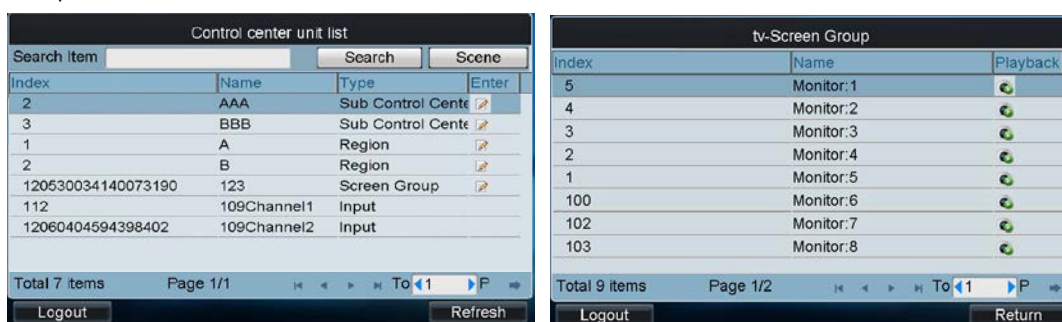 Control center unit list
Search Item Search Scene
Index Name Type Enter
2 AAA Sub Control Cente
3 BBB Sub Control Cente
1 A Region
2 B Region
120530034140073190 123 Screen Group
112 109Channel1 Input
12060404594398402 109Channel2 Input
Total 7 items Page 1/1 To 1 P
Logout Refresh
tv-Screen Group
Index Name Playback
5 Monitor:1
4 Monitor:2
3 Monitor:3
2 Monitor:4
1 Monitor:5
100 Monitor:6
102 Monitor:7
103 Monitor:8
Total 9 items Page 1/2 To 1 P
Logout Return